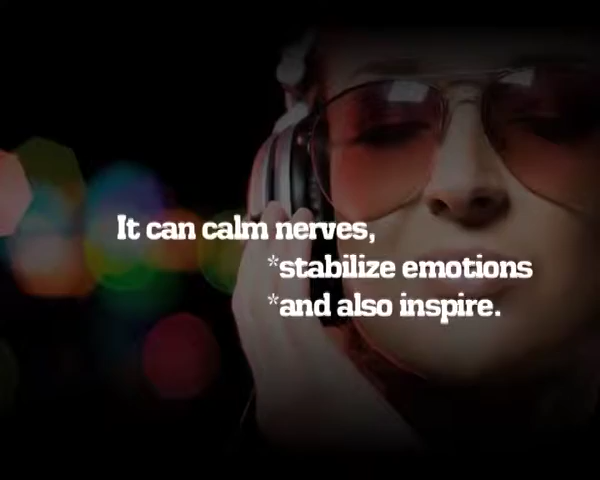 It can calm nerves,
*stabilize emotions
*and also inspire.